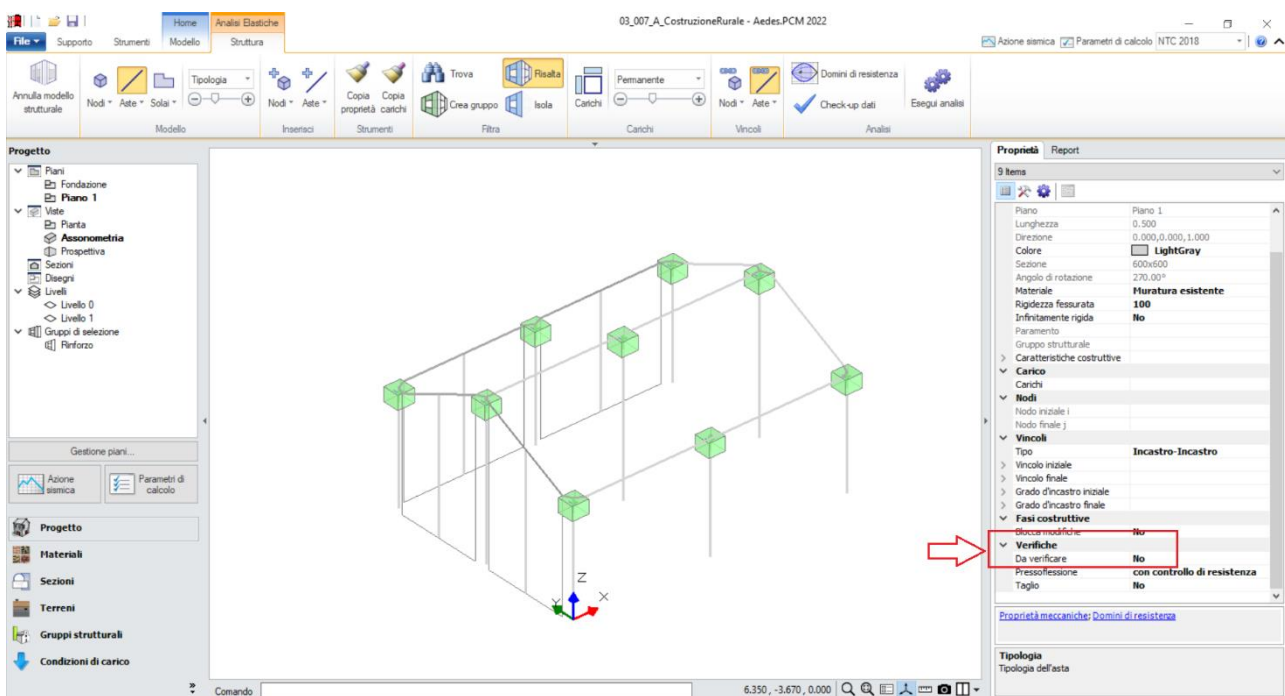 03_007_A_CostruzioneRurale - Aedes.PCM 2022
Home Analisi Elastiche
File Supporto Strumenti Modello Struttura
Azione sismica Parametri di calcolo NTC 2018
Annulla modello strutturale
Nodi Aste Solai
Tipologia
Modello
Nodi Aste
Inserisci
Copia proprietà
Copia carichi
Strumenti
Trova
Crea gruppo
Risalta
Isola
Filtra
Carichi
Permanente
Carichi
Nodi Aste
Vincoli
Domini di resistenza
Check-up dati
Esegui analisi
Analisi
Progetto
Piani
Fondazione
Piano 1
Viste
Pianta
Assonometria
Prospettiva
Sezioni
Disegni
Livelli
Livello 0
Livello 1
Gruppi di selezione
Rinforzo
Gestione piani...
Azione sismica
Parametri di calcolo
Progetto
Materiali
Sezioni
Terreni
Gruppi strutturali
Condizioni di carico
Z
Y
X
Comando
6.350, -3.670, 0.000
Proprietà Report
9 Items
Piano Piano 1
Lunghezza 0.500
Direzione 0.000,0.000,1.000
Colore LightGray
Sezione 600x600
Angolo di rotazione 270.00°
Materiale Muratura esistente
Rigidezza fessurata 100
Infinitamente rigida No
Paramento
Gruppo strutturale
Caratteristiche costruttive
Carico
Carichi
Nodi
Nodo iniziale i
Nodo finale j
Vincoli
Tipo Incastro-Incastro
Vincolo iniziale
Vincolo finale
Grado d'incastro iniziale
Grado d'incastro finale
Fasi costruttive
Blocca modifiche No
Verifiche
Da verificare No
Pressoflessione con controllo di resistenza
Taglio No
Proprietà meccaniche; Domini di resistenza
Tipologia
Tipologia dell'asta